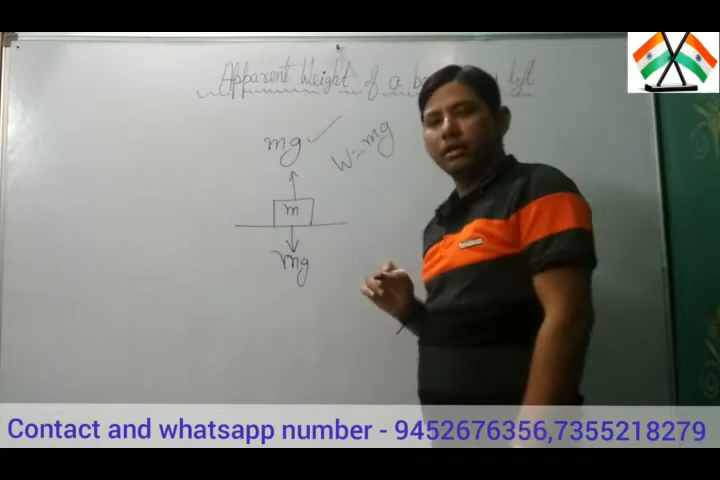 Apparent Weight of a b lift
mg
W=mg
m
mg
Contact and whatsapp number - 9452676356,7355218279